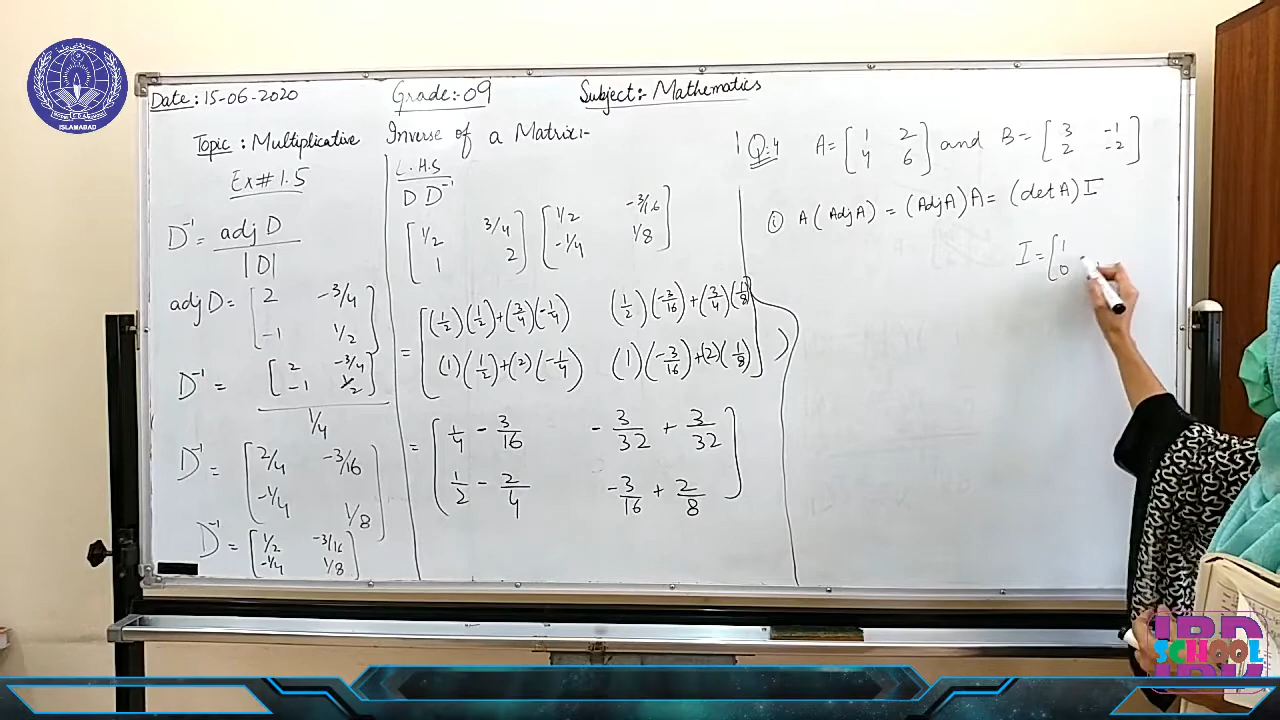 ISLAMABAD
Date: 15-06-2020 Grade:-09 Subject:- Mathematics
Topic: Multiplicative Inverse of a Matrix:-
Ex# 1.5
D⁻¹ = adj D / |D|
adj D = [2 -3/4
-1 1/2]
D⁻¹ = [2 -3/4
-1 1/2] / 1/4
D⁻¹ = [2/4 -3/16
-1/4 1/8]
D⁻¹ = [1/2 -3/16
-1/4 1/8]
L.H.S
D D⁻¹
[1/2 3/4] [1/2 -3/16]
[1 2] [-1/4 1/8]
= [(1/2)(1/2)+(3/4)(-1/4) (1/2)(-3/16)+(3/4)(1/8)
(1)(1/2)+(2)(-1/4) (1)(-3/16)+(2)(1/8)]
= [1/4 - 3/16 -3/32 + 3/32
1/2 - 2/4 -3/16 + 2/8]
Q:4 A= [1 2 and B= [3 -1
4 6] 2 -2]
(i) A(Adj A) = (Adj A)A = (det A) I
I = [1
0
IBD
SCHOOL